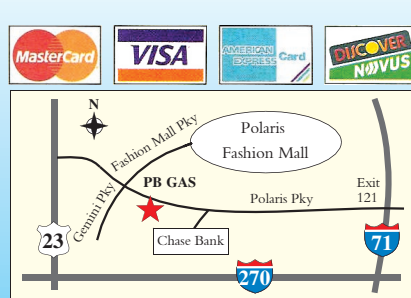 MasterCard
VISA
AMERICAN EXPRESS Card
DISCOVER
NOVUS
N
Fashion Mall Pky
Polaris
Fashion Mall
Gemini Pky
PB GAS
Polaris Pky
Exit
121
23
Chase Bank
71
270